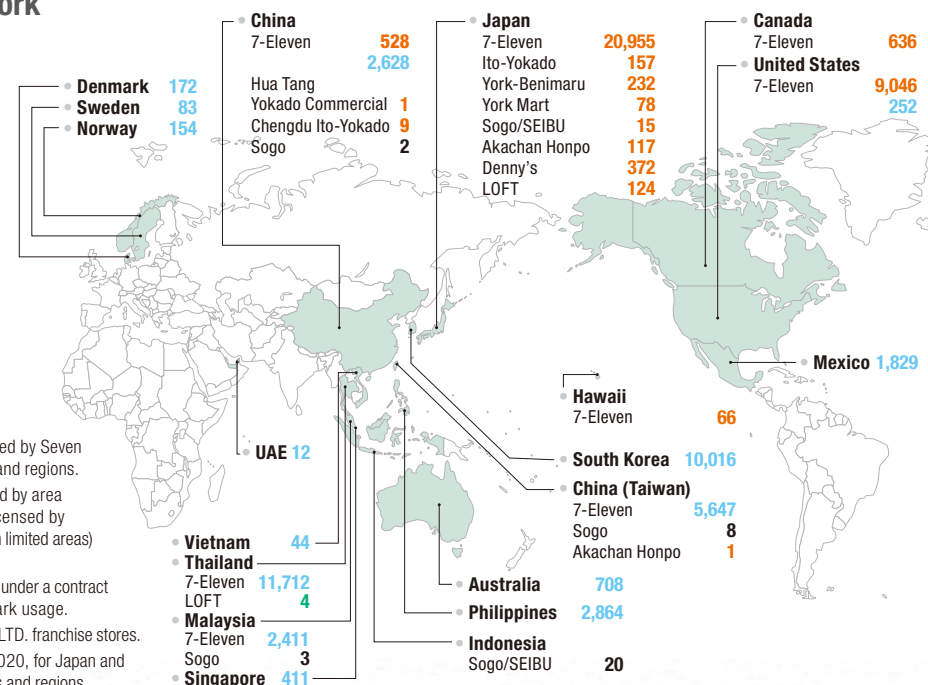 ork
China
7-Eleven 528
2,628
Hua Tang
Yokado Commercial 1
Chengdu Ito-Yokado 9
Sogo 2
Japan
7-Eleven 20,955
Ito-Yokado 157
York-Benimaru 232
York Mart 78
Sogo/SEIBU 15
Akachan Honpo 117
Denny's 372
LOFT 124
Canada
7-Eleven 636
United States
7-Eleven 9,046
252
Denmark 172
Sweden 83
Norway 154
Mexico 1,829
Hawaii
7-Eleven 66
UAE 12
South Korea 10,016
China (Taiwan)
7-Eleven 5,647
Sogo 8
Akachan Honpo 1
ed by Seven
and regions.
d by area
censed by
n limited areas)
under a contract
ark usage.
LTD. franchise stores.
020, for Japan and
s and regions
Vietnam 44
Thailand
7-Eleven 11,712
LOFT 4
Malaysia
7-Eleven 2,411
Sogo 3
Singapore 411
Australia 708
Philippines 2,864
Indonesia
Sogo/SEIBU 20